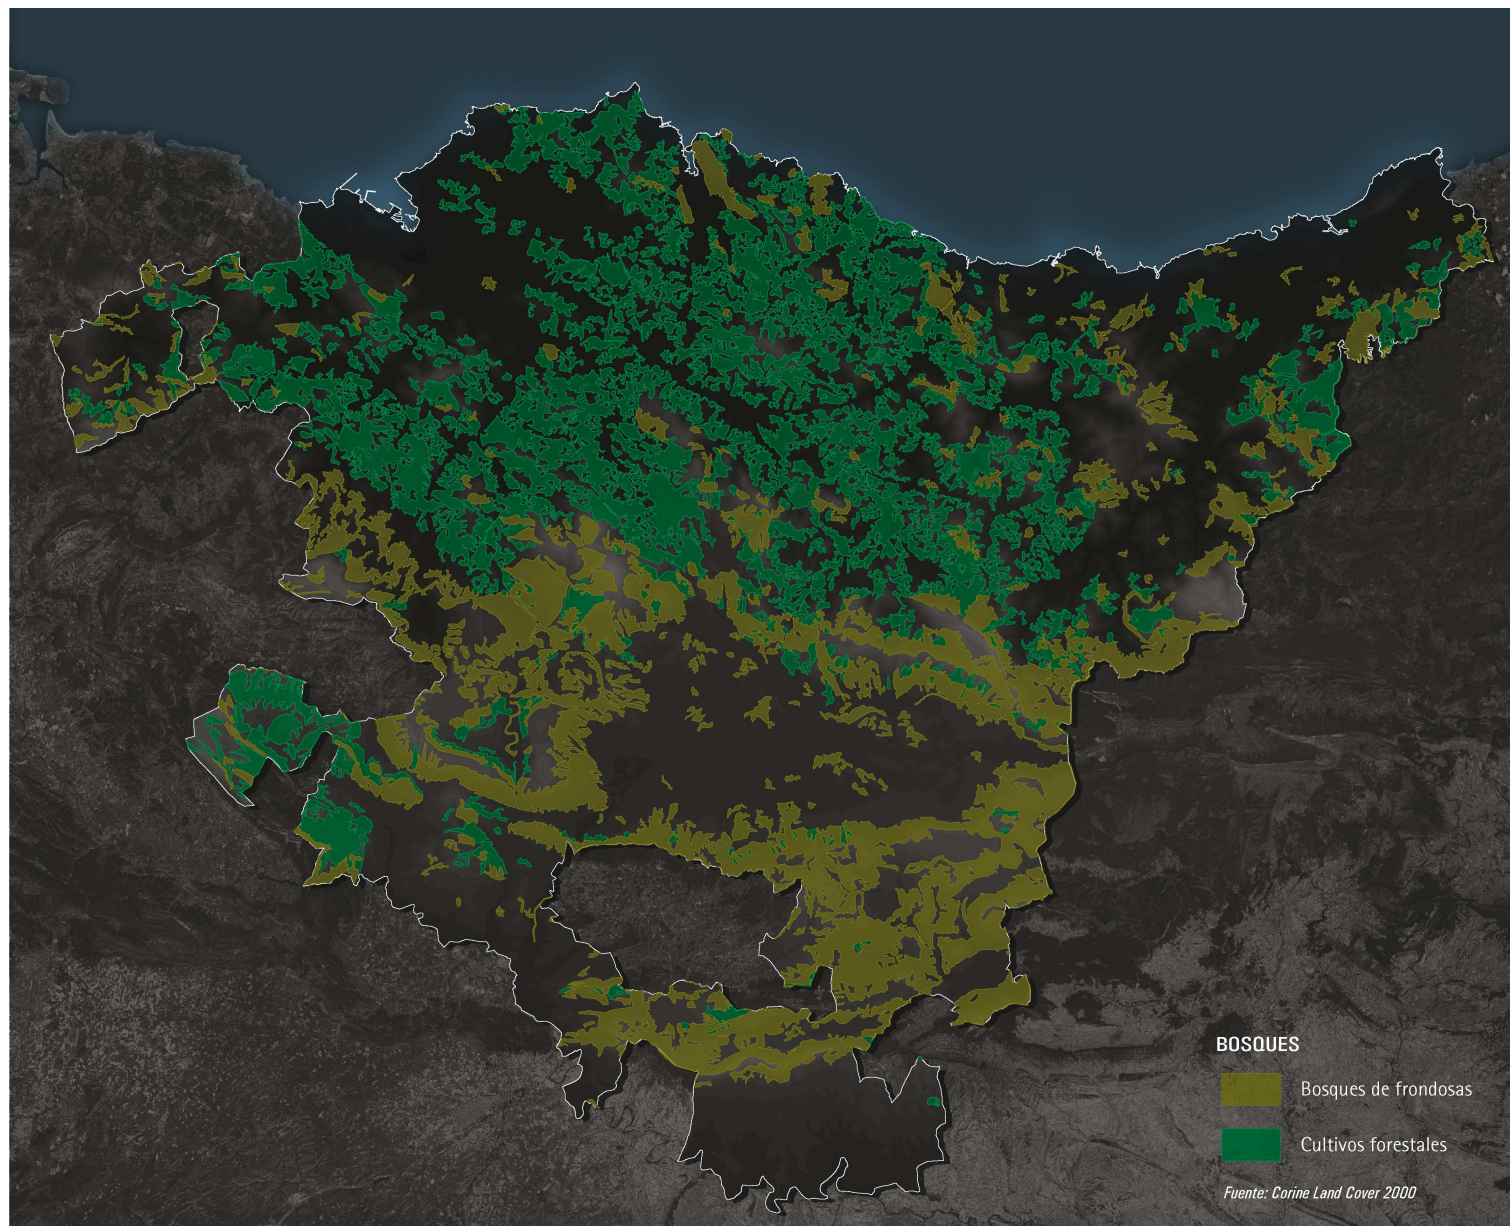 BOSQUES
Bosques de frondosas
Cultivos forestales
Fuente: Corine Land Cover 2000